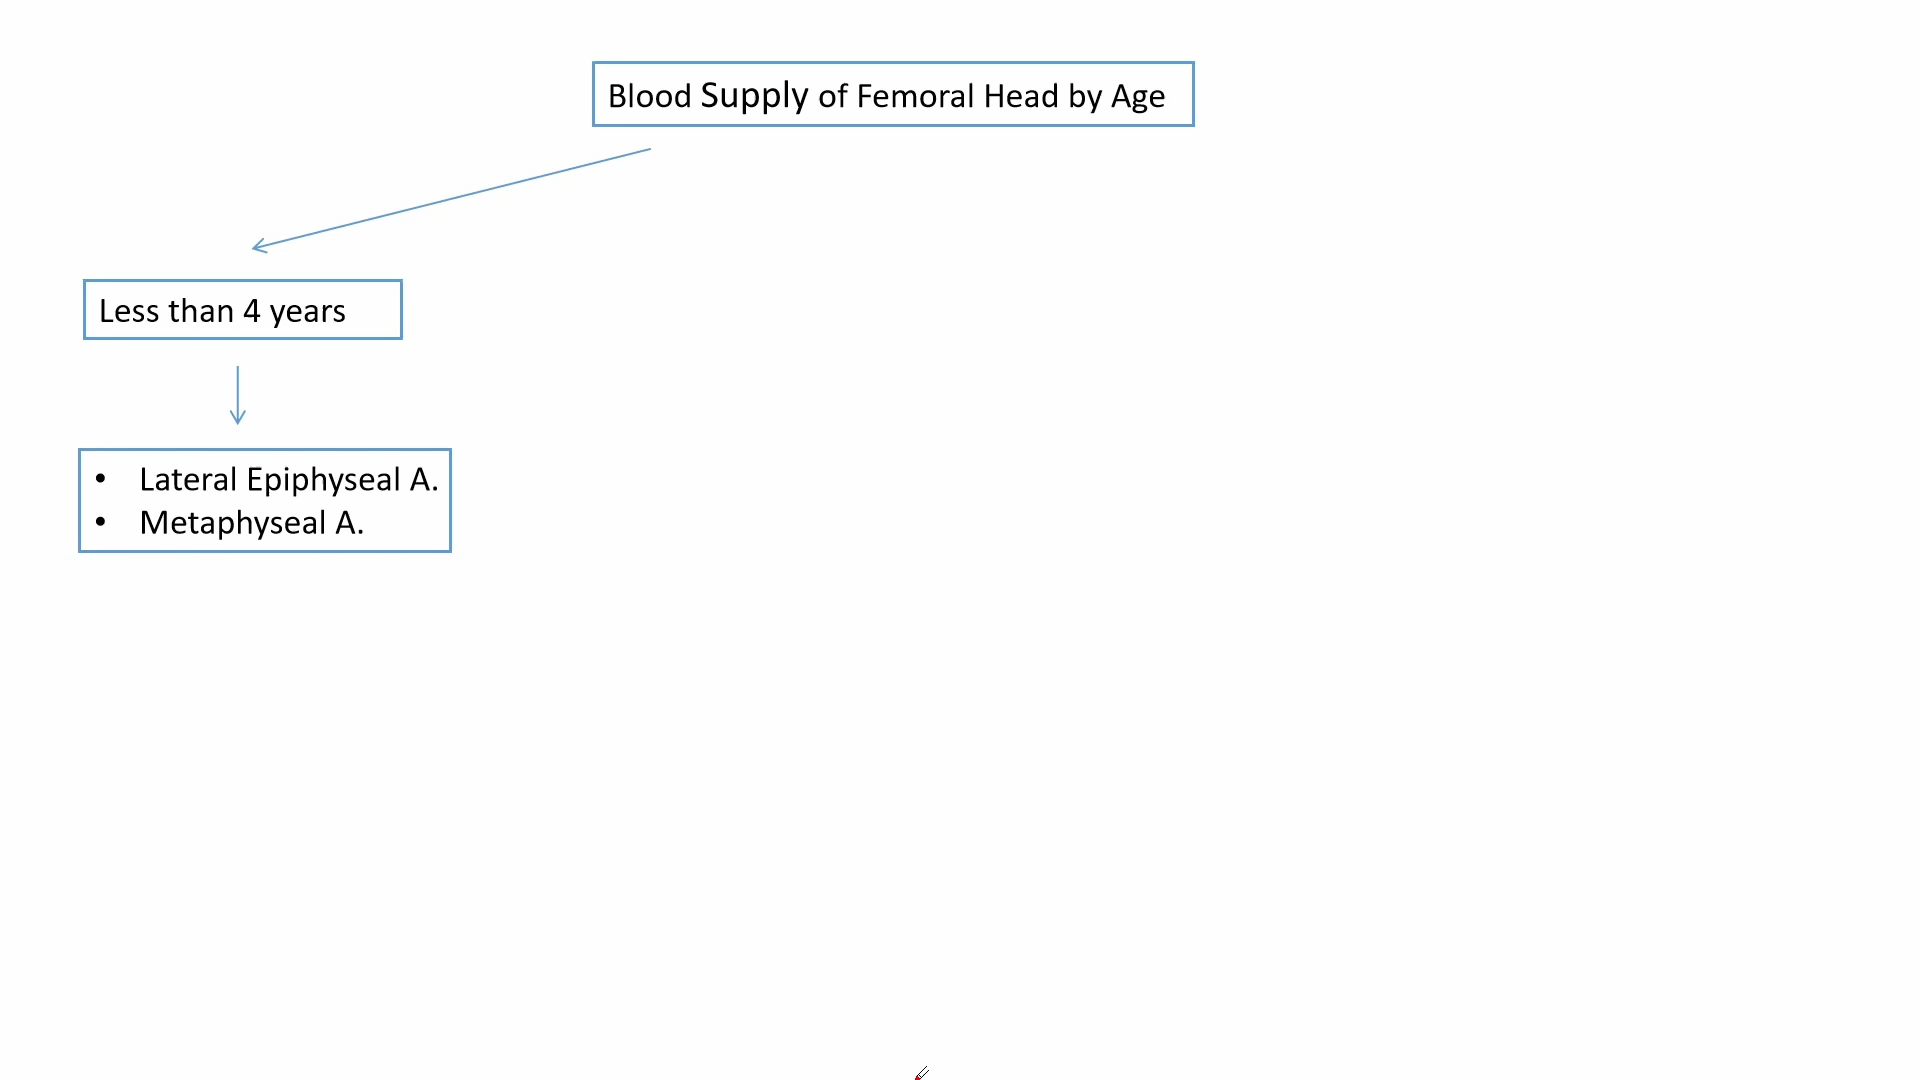 Blood Supply of Femoral Head by Age
Less than 4 years
• Lateral Epiphyseal A.
• Metaphyseal A.